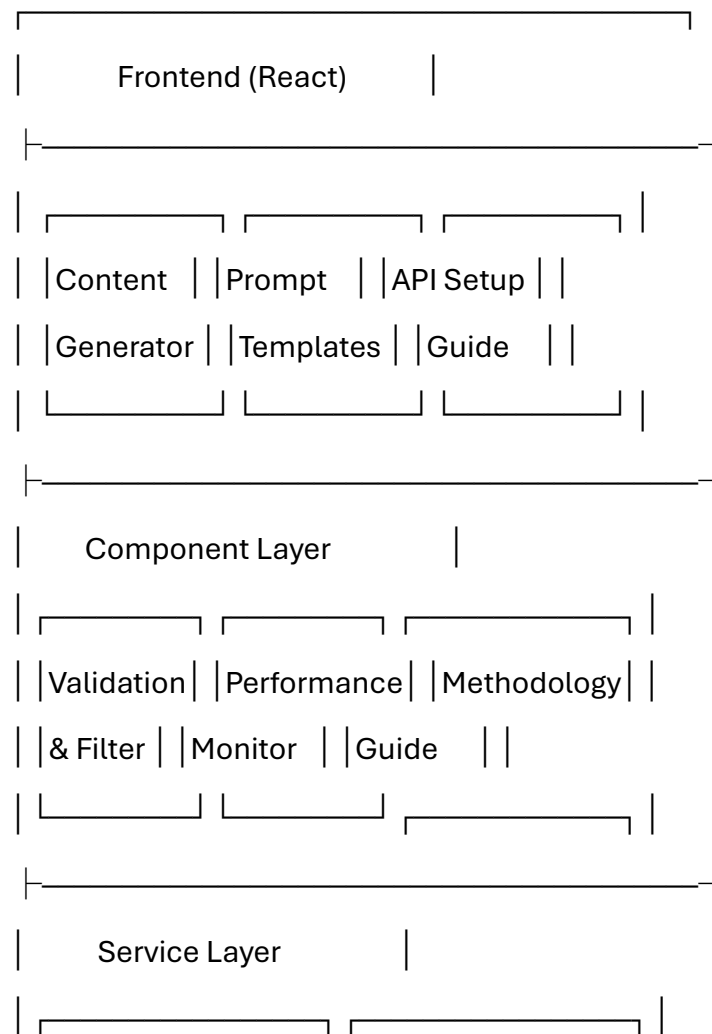 Frontend (React)
Content Prompt API Setup
Generator Templates Guide
Component Layer
Validation Performance Methodology
& Filter Monitor Guide
Service Layer